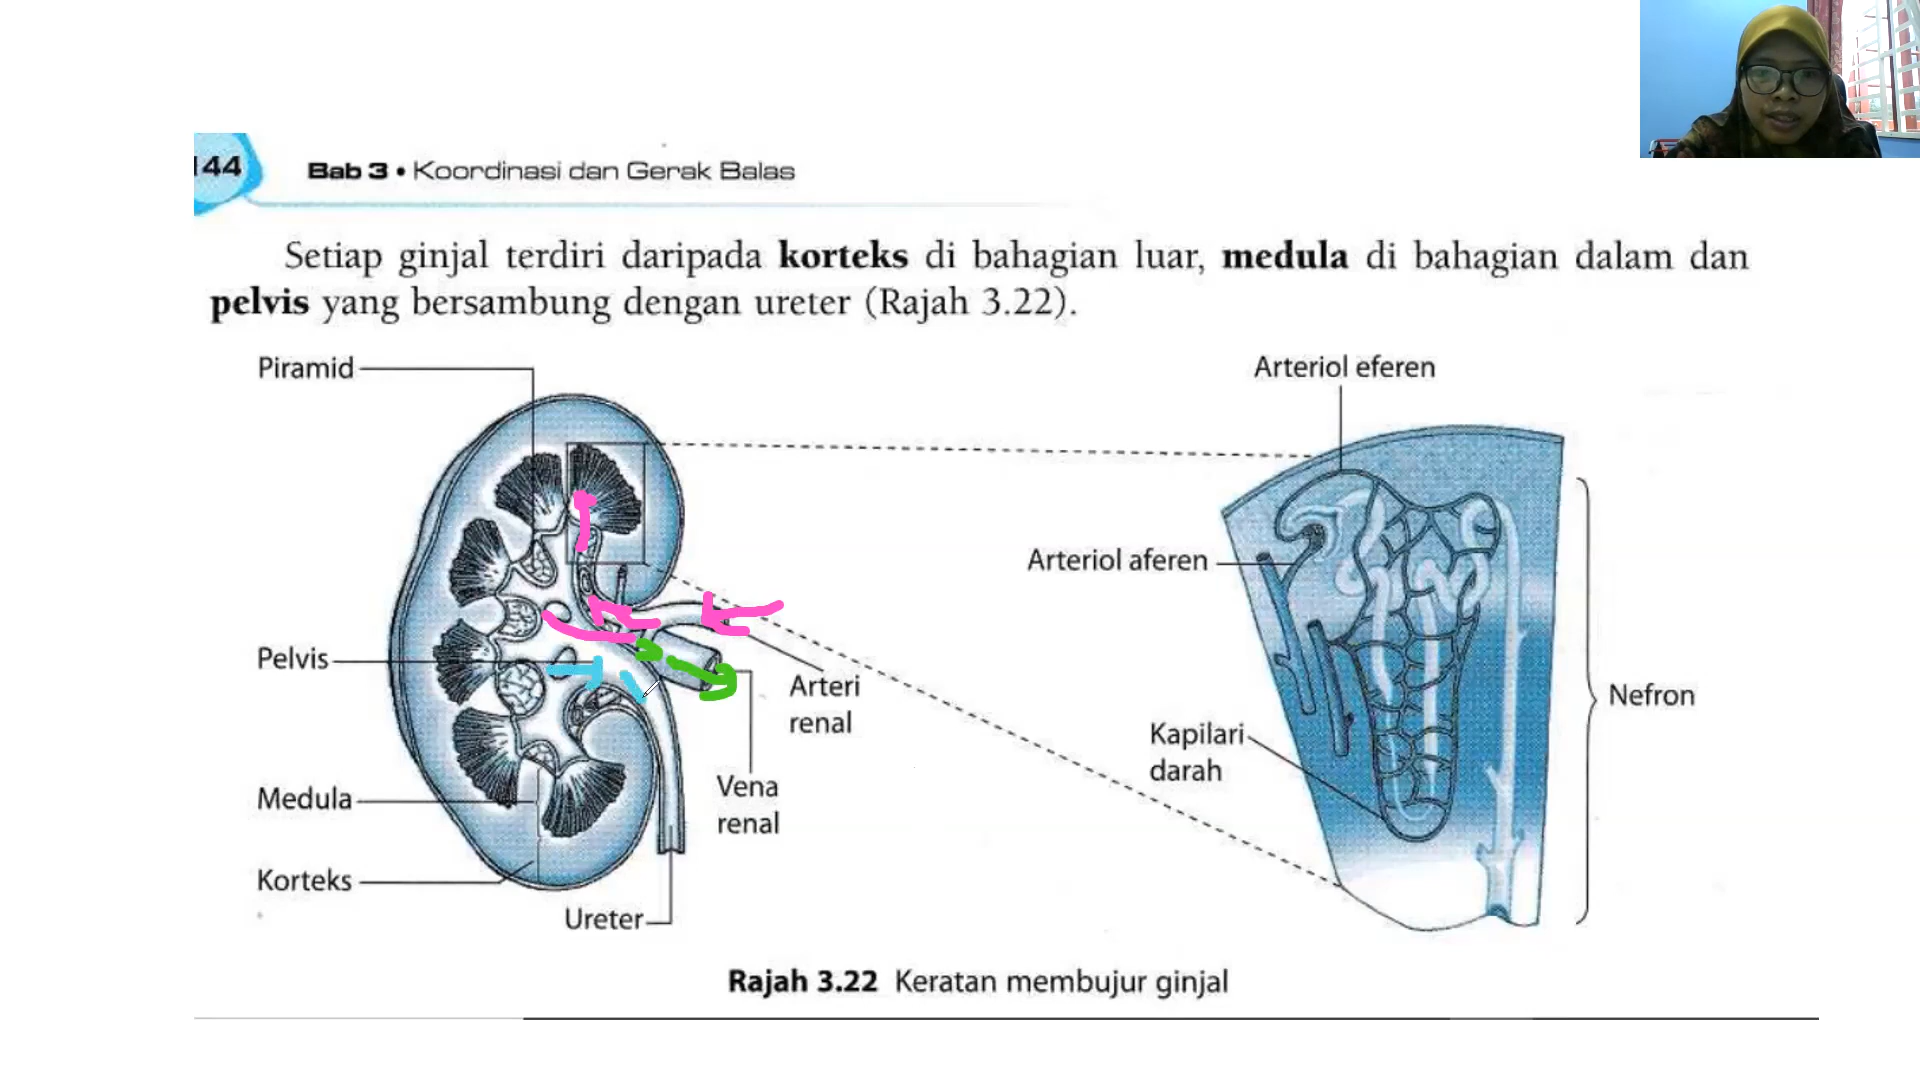 144
Bab 3 • Koordinasi dan Gerak Balas
Setiap ginjal terdiri daripada korteks di bahagian luar, medula di bahagian dalam dan
pelvis yang bersambung dengan ureter (Rajah 3.22).
Piramid
Pelvis
Medula
Korteks
Ureter
Vena
renal
Arteri
renal
Arteriol eferen
Arteriol aferen
Kapilari
darah
Nefron
Rajah 3.22 Keratan membujur ginjal